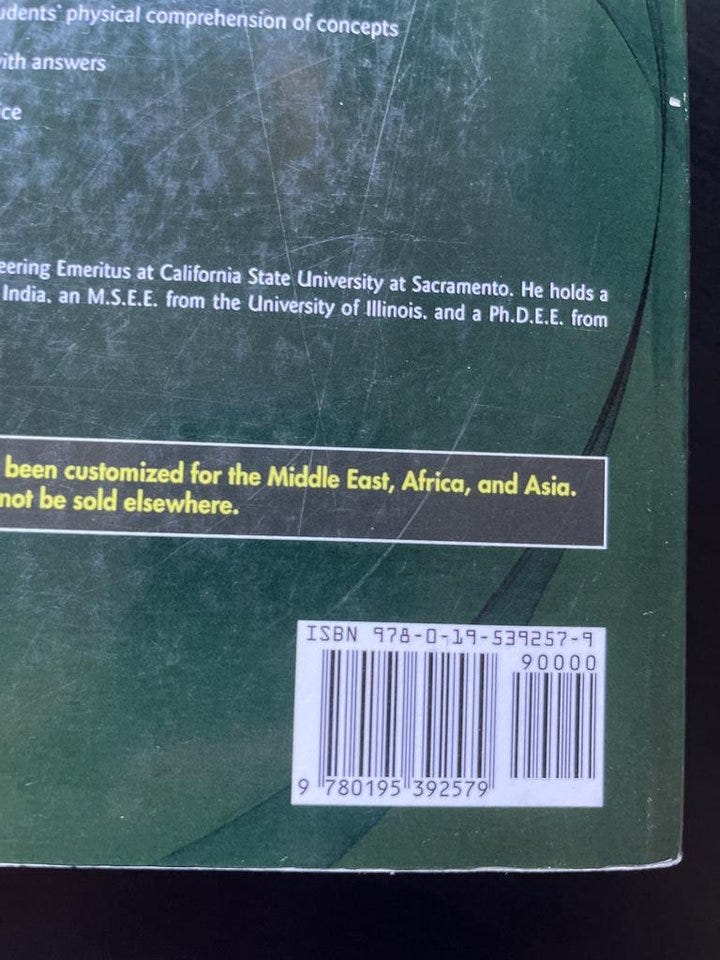 udents' physical comprehension of concepts
with answers
ice
eering Emeritus at California State University at Sacramento. He holds a
India, an M.S.E.E. from the University of Illinois, and a Ph.D.E.E. from
been customized for the Middle East, Africa, and Asia.
not be sold elsewhere.
ISBN 978-0-19-539257-9
90000
9 780195 392579